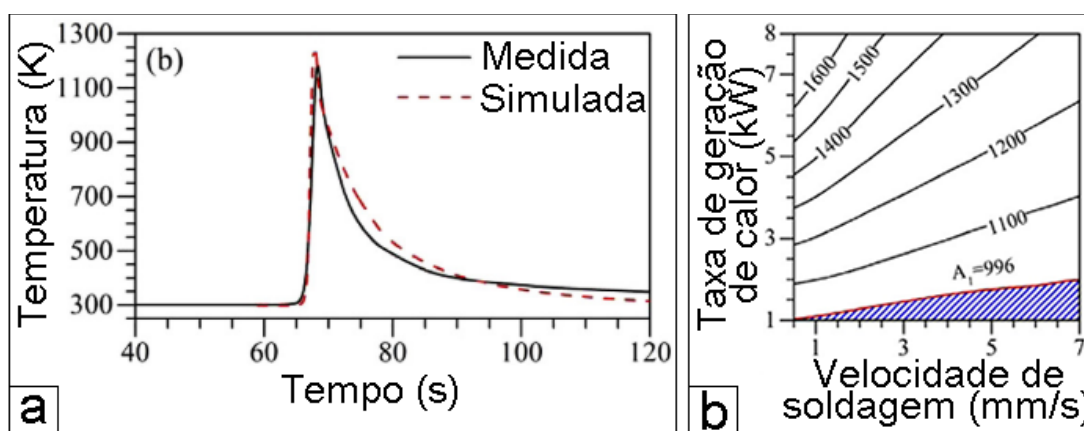 1300
1100
900
700
500
300
Temperatura (K)
(b)
Medida
Simulada
40
60
80
100
120
Tempo (s)
a
8
7
5
3
1
Taxa de geração
de calor (kW)
1600
1500
1400
1300
1200
1100
A₁=996
1
3
5
7
Velocidade de
soldagem (mm/s)
b